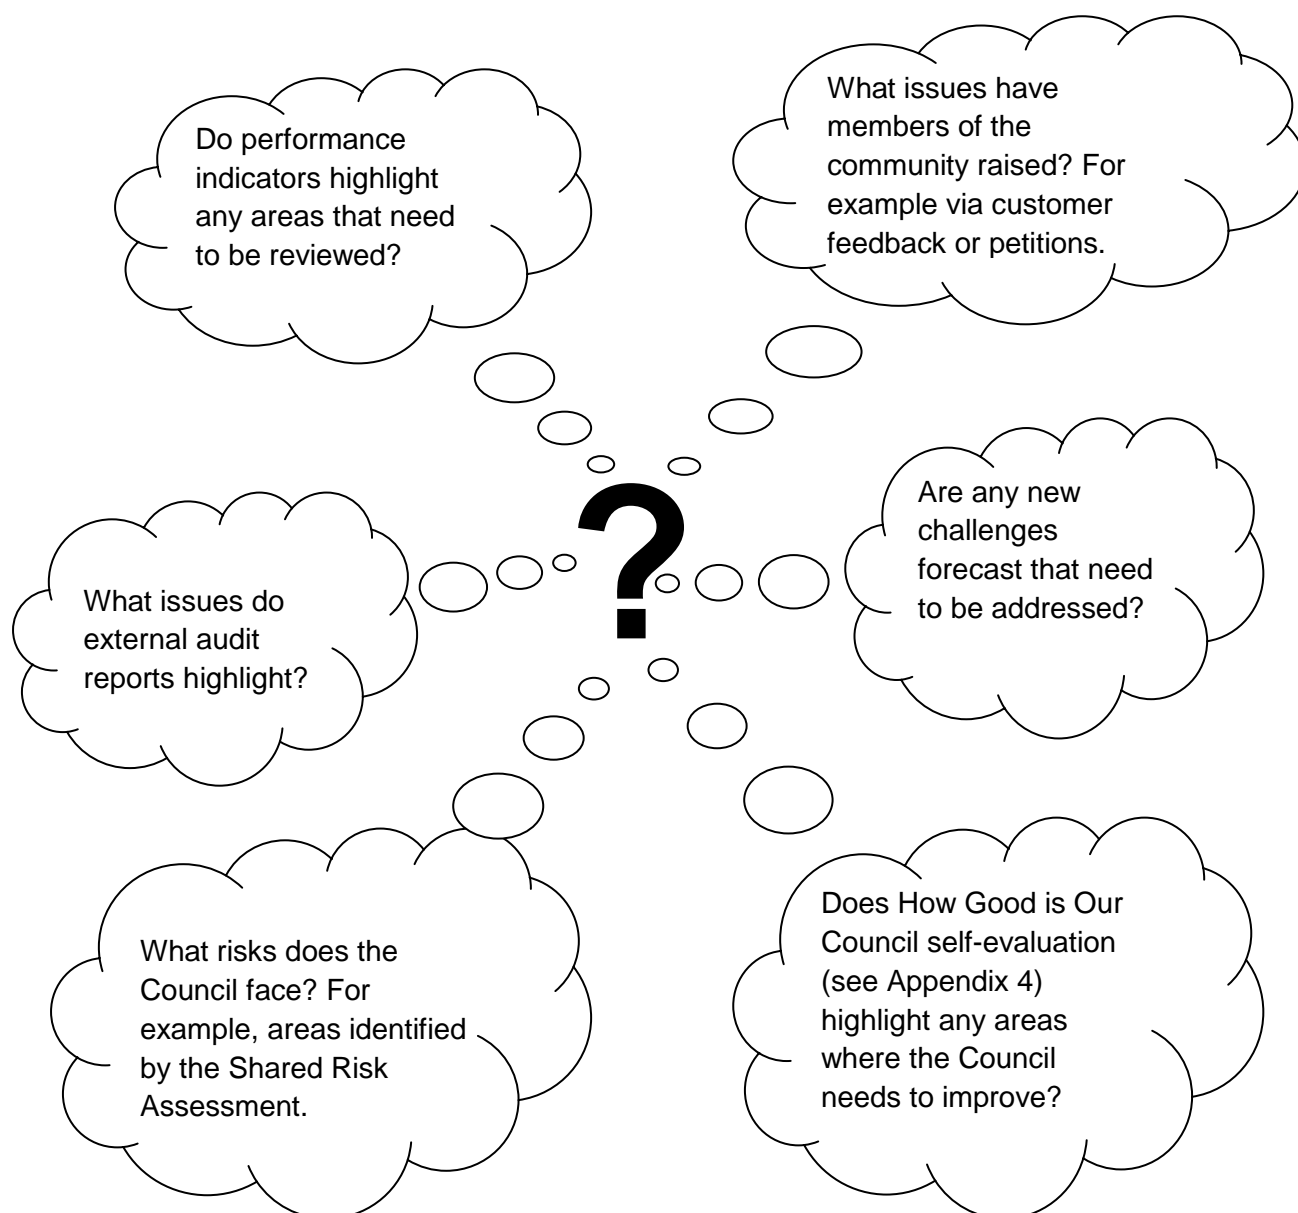 Do performance
indicators highlight
any areas that need
to be reviewed?
What issues have
members of the
community raised? For
example via customer
feedback or petitions.
?
What issues do
external audit
reports highlight?
Are any new
challenges
forecast that need
to be addressed?
What risks does the
Council face? For
example, areas identified
by the Shared Risk
Assessment.
Does How Good is Our
Council self-evaluation
(see Appendix 4)
highlight any areas
where the Council
needs to improve?